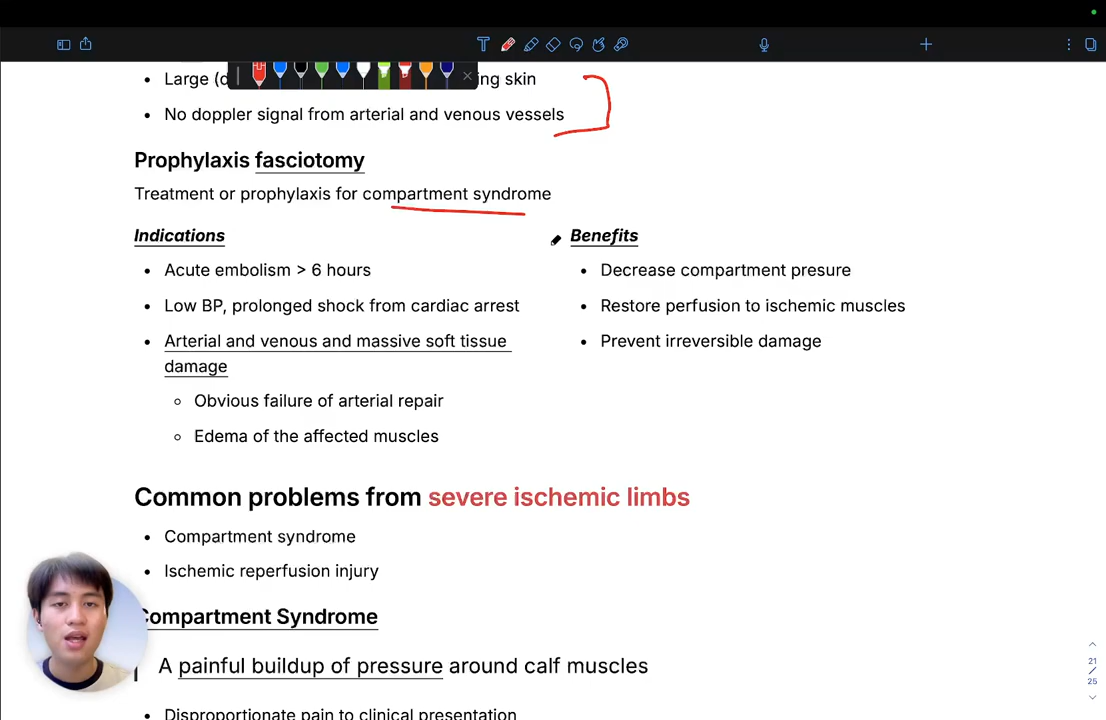 Large (d ing skin
No doppler signal from arterial and venous vessels
Prophylaxis fasciotomy
Treatment or prophylaxis for compartment syndrome
Indications
Acute embolism > 6 hours
Low BP, prolonged shock from cardiac arrest
Arterial and venous and massive soft tissue
damage
Obvious failure of arterial repair
Edema of the affected muscles
Benefits
Decrease compartment presure
Restore perfusion to ischemic muscles
Prevent irreversible damage
Common problems from severe ischemic limbs
Compartment syndrome
Ischemic reperfusion injury
Compartment Syndrome
A painful buildup of pressure around calf muscles
Disproportionate pain to clinical presentation
21
/
25